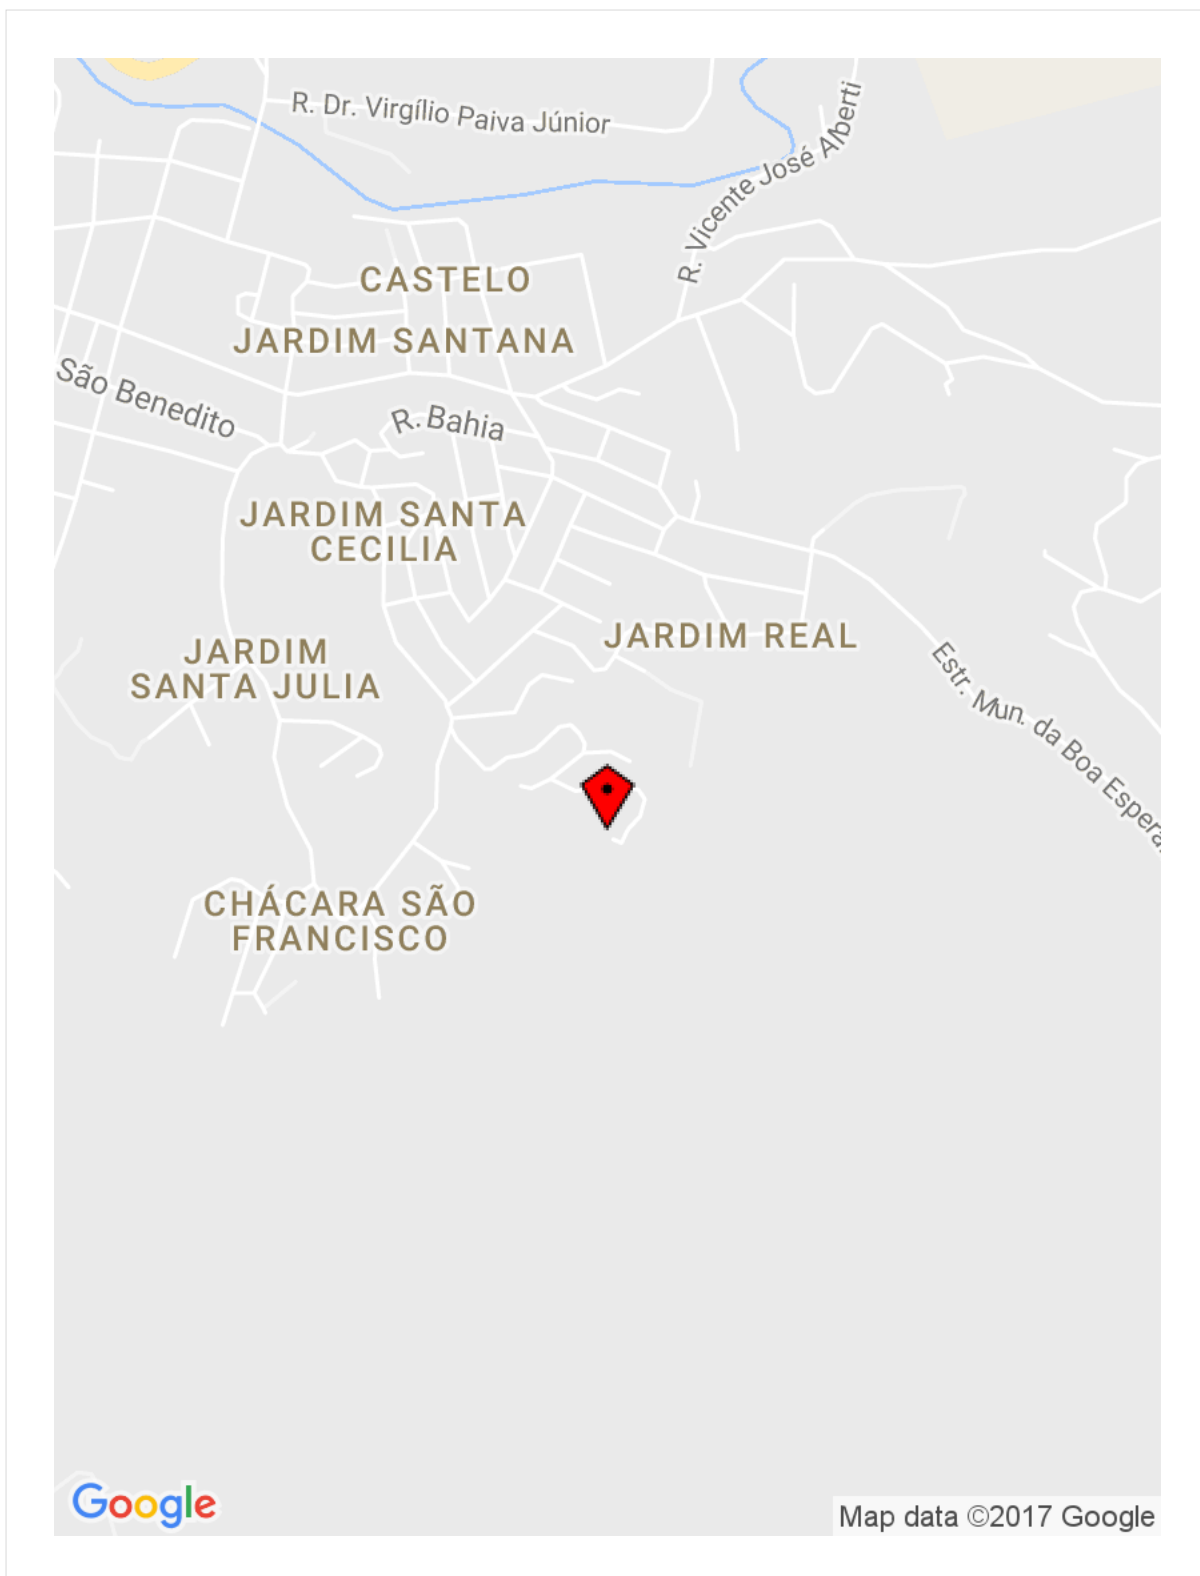 R. Dr. Virgílio Paiva Júnior
R. Vicente José Alberti
CASTELO
JARDIM SANTANA
São Benedito
R. Bahia
JARDIM SANTA
CECILIA
JARDIM REAL
JARDIM
SANTA JULIA
Estr. Mun. da Boa Espera
CHÁCARA SÃO
FRANCISCO
Google
Map data ©2017 Google